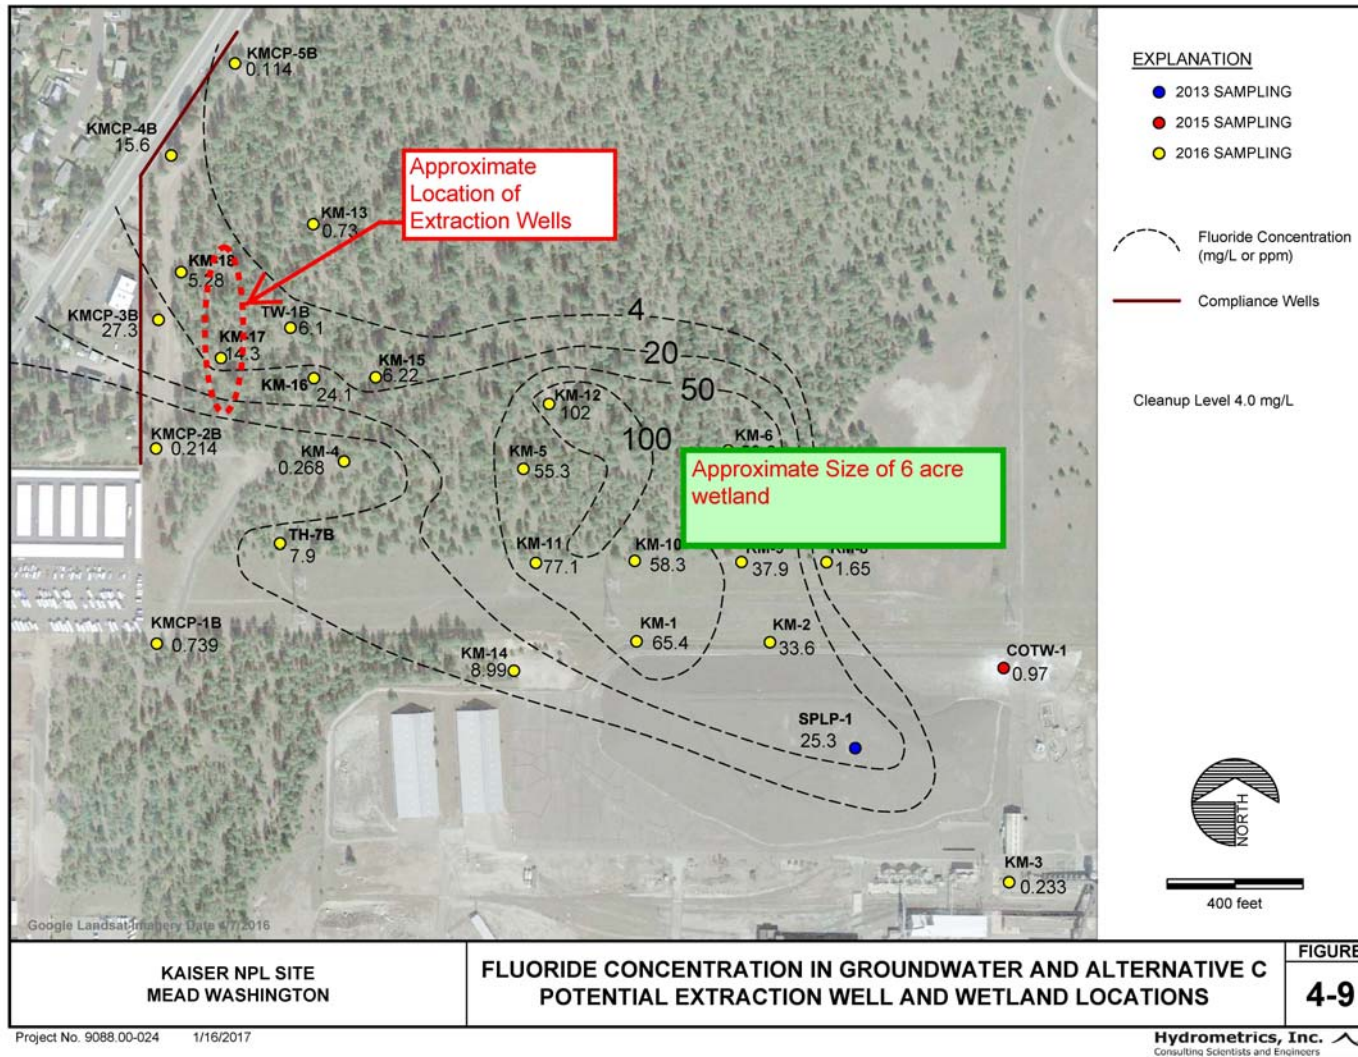 KMCP-5B
0.114
KMCP-4B
15.6
Approximate
Location of
Extraction Wells
KM-13
0.73
KM-18
5.28
KMCP-3B
27.3
TW-1B
6.1
KM-17
14.3
KM-16
24.1
KM-15
6.22
4
20
50
100
KM-12
102
KM-6
KMCP-2B
0.214
KM-4
0.268
KM-5
55.3
Approximate Size of 6 acre
wetland
TH-7B
7.9
KM-11
77.1
KM-10
58.3
37.9
1.65
KMCP-1B
0.739
KM-14
8.99
KM-1
65.4
KM-2
33.6
COTW-1
0.97
SPLP-1
25.3
KM-3
0.233
Google Landsat Imagery Date 4/7/2016
EXPLANATION
2013 SAMPLING
2015 SAMPLING
2016 SAMPLING
Fluoride Concentration
(mg/L or ppm)
Compliance Wells
Cleanup Level 4.0 mg/L
NORTH
400 feet
KAISER NPL SITE
MEAD WASHINGTON
FLUORIDE CONCENTRATION IN GROUNDWATER AND ALTERNATIVE C
POTENTIAL EXTRACTION WELL AND WETLAND LOCATIONS
FIGURE
4-9
Project No. 9088.00-024 1/16/2017
Hydrometrics, Inc.
Consulting Scientists and Engineers